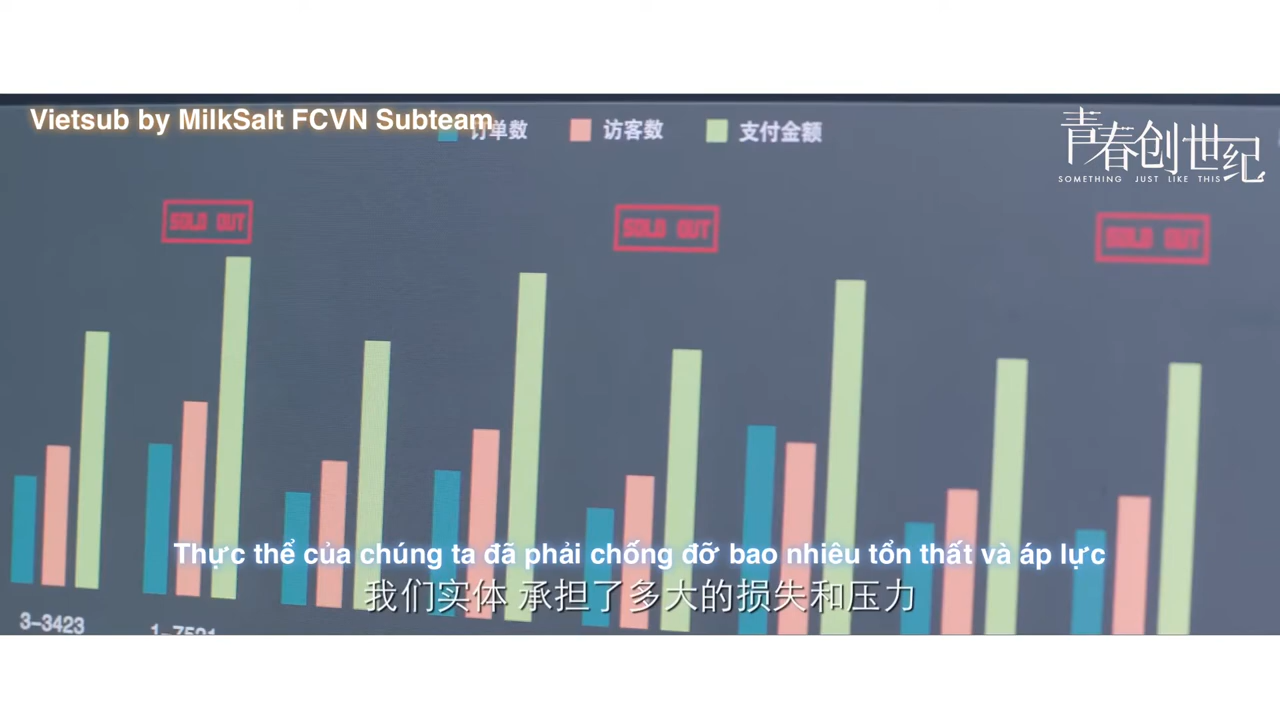 Vietsub by MilkSalt FCVN Subteam
订单数
访客数
支付金额
青春创世纪
SOMETHING JUST LIKE THIS
SOLD OUT
SOLD OUT
SOLD OUT
Thực thể của chúng ta đã phải chống đỡ bao nhiêu tổn thất và áp lực
我们实体 承担了多大的损失和压力
3-3423